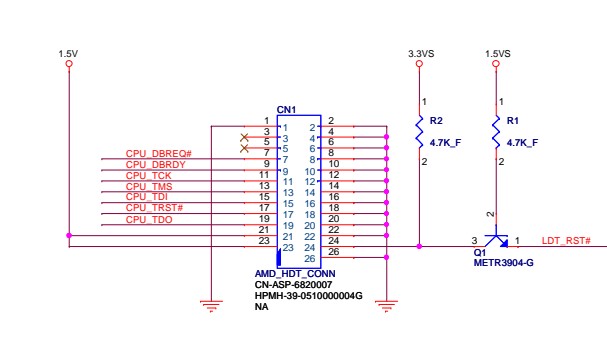 1.5V
3.3VS
1.5VS
CN1
1
1
2
2
3
3
4
4
5
5
6
6
CPU_DBREQ#
7
7
8
8
CPU_DBRDY
9
9
10
10
CPU_TCK
11
11
12
12
CPU_TMS
13
13
14
14
CPU_TDI
15
15
16
16
CPU_TRST#
17
17
18
18
CPU_TDO
19
19
20
20
21
21
22
22
23
23
24
24
26
26
AMD_HDT_CONN
CN-ASP-6820007
HPMH-39-0510000004G
NA
1
R2
4.7K_F
2
1
R1
4.7K_F
2
2
3
1
LDT_RST#
Q1
METR3904-G